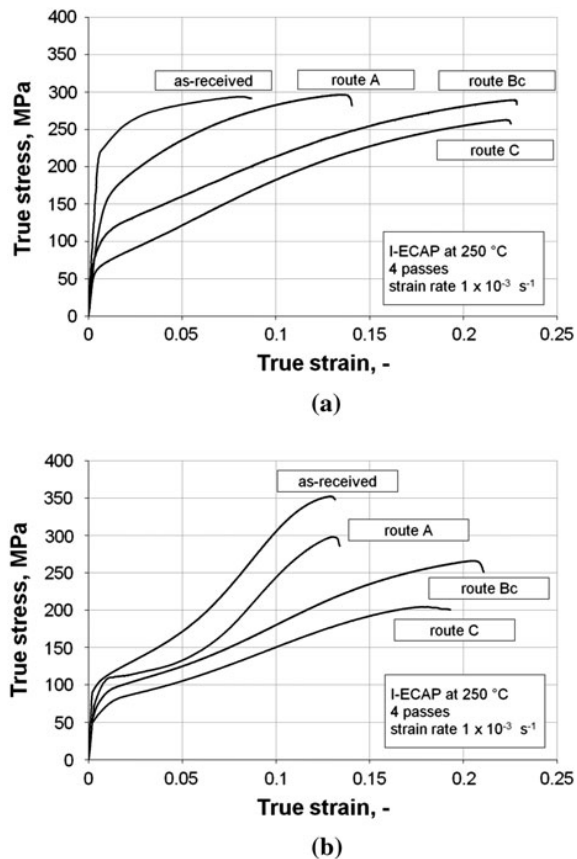 400
350
300
250
200
150
100
50
0
True stress, MPa
as-received
route A
route Bc
route C
I-ECAP at 250 °C
4 passes
strain rate 1 x 10⁻³ s⁻¹
0 0.05 0.1 0.15 0.2 0.25
True strain, -
(a)
400
350
300
250
200
150
100
50
0
True stress, MPa
as-received
route A
route Bc
route C
I-ECAP at 250 °C
4 passes
strain rate 1 x 10⁻³ s⁻¹
0 0.05 0.1 0.15 0.2 0.25
True strain, -
(b)